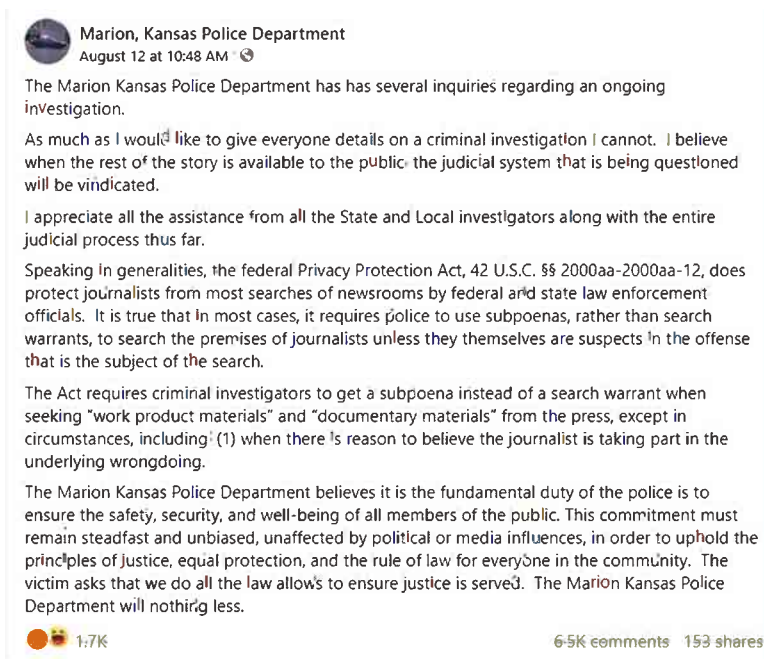 Marion, Kansas Police Department
August 12 at 10:48 AM
The Marion Kansas Police Department has has several inquiries regarding an ongoing
investigation.
As much as I would like to give everyone details on a criminal investigation I cannot. I believe
when the rest of the story is available to the public the judicial system that is being questioned
will be vindicated.
I appreciate all the assistance from all the State and Local investigators along with the entire
judicial process thus far.
Speaking in generalities, the federal Privacy Protection Act, 42 U.S.C. §§ 2000aa-2000aa-12, does
protect journalists from most searches of newsrooms by federal and state law enforcement
officials. It is true that in most cases, it requires police to use subpoenas, rather than search
warrants, to search the premises of journalists unless they themselves are suspects in the offense
that is the subject of the search.
The Act requires criminal investigators to get a subpoena instead of a search warrant when
seeking "work product materials" and "documentary materials" from the press, except in
circumstances, including: (1) when there is reason to believe the journalist is taking part in the
underlying wrongdoing.
The Marion Kansas Police Department believes it is the fundamental duty of the police is to
ensure the safety, security, and well-being of all members of the public. This commitment must
remain steadfast and unbiased, unaffected by political or media influences, in order to uphold the
principles of justice, equal protection, and the rule of law for everyone in the community. The
victim asks that we do all the law allows to ensure justice is served. The Marion Kansas Police
Department will nothing less.
1.7K 6.5K comments 153 shares